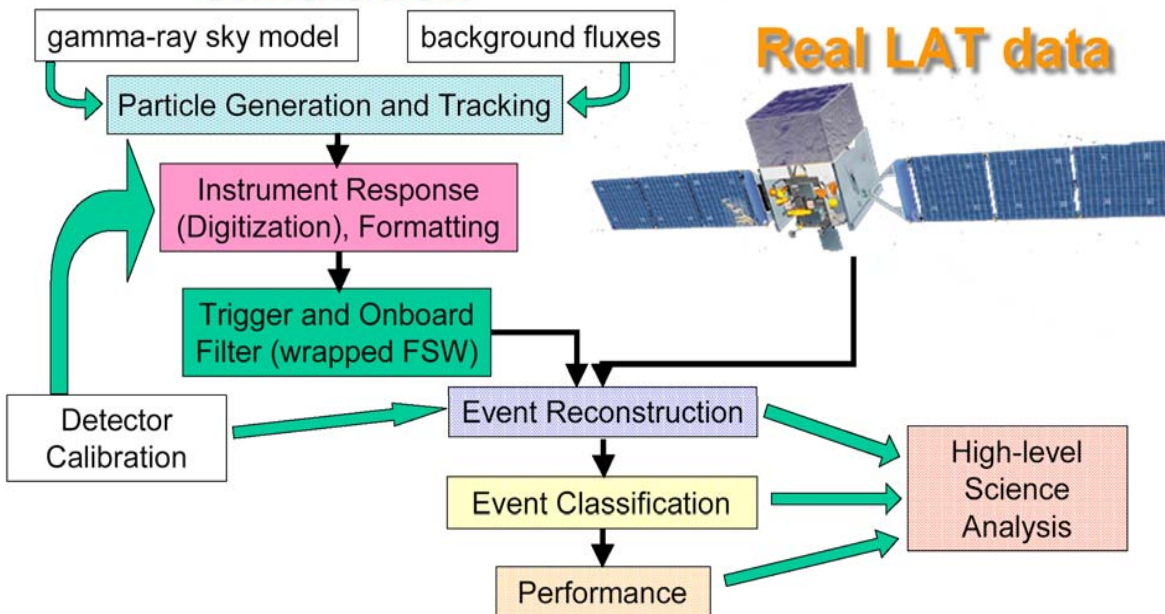 gamma-ray sky model
background fluxes
Real LAT data
Particle Generation and Tracking
Instrument Response
(Digitization), Formatting
Trigger and Onboard
Filter (wrapped FSW)
Detector
Calibration
Event Reconstruction
High-level
Science
Analysis
Event Classification
Performance